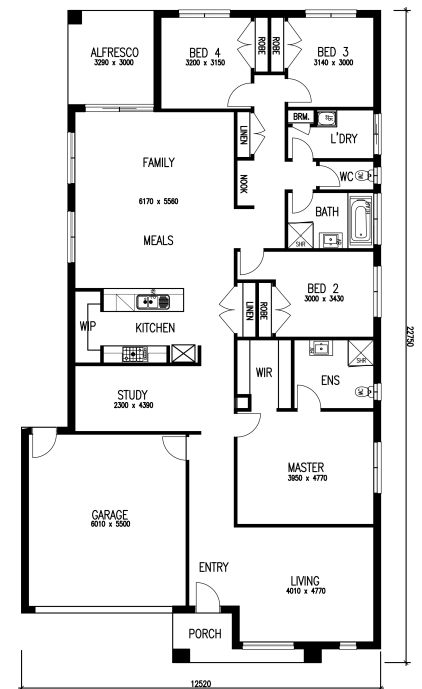 ALFRESCO
3290 x 3000
BED 4
3200 x 3150
ROBE
ROBE
BED 3
3140 x 3000
BRM.
L'DRY
LINEN
FAMILY
6170 x 5560
MEALS
NOOK
WC
BATH
SHR
BED 2
3000 x 3430
LINEN
ROBE
WIP
KITCHEN
22750
WIR
ENS
SHR
STUDY
2300 x 4390
MASTER
3950 x 4770
GARAGE
6010 x 5500
ENTRY
LIVING
4010 x 4770
PORCH
12520